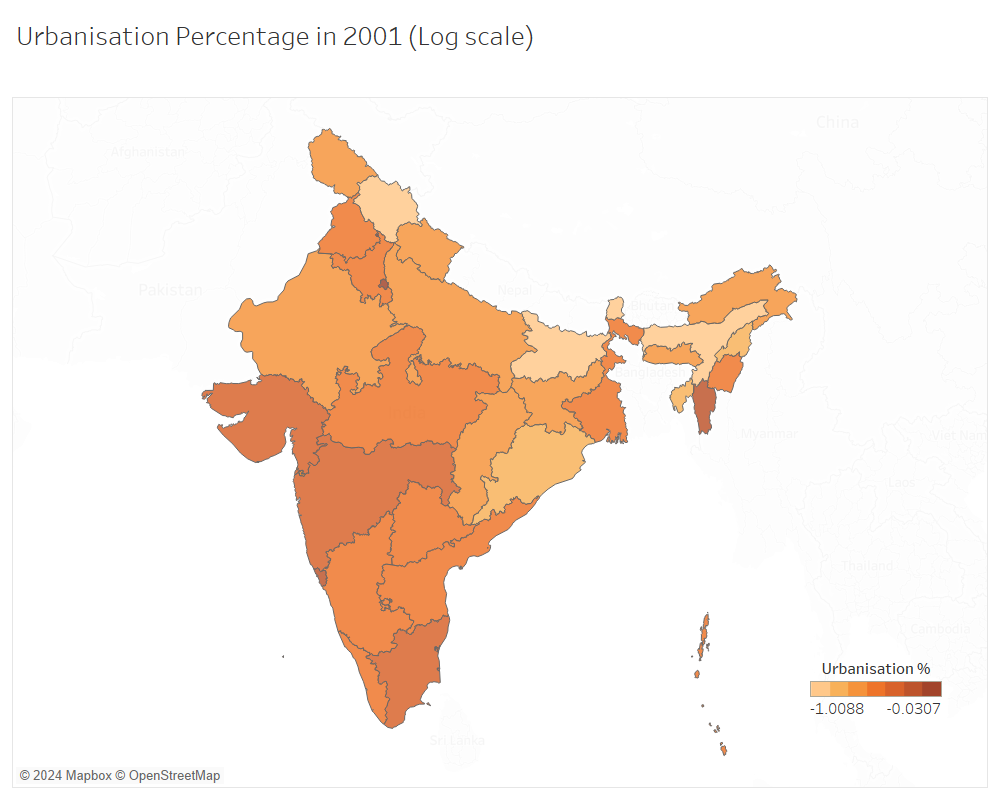 Urbanisation Percentage in 2001 (Log scale)
China
Afghanistan
Pakistan
Nepal
Bhutan
Bangladesh
Myanmar
Viet Nam
Laos
Thailand
Cambodia
Urbanisation %
-1.0088 -0.0307
Sri Lanka
© 2024 Mapbox © OpenStreetMap